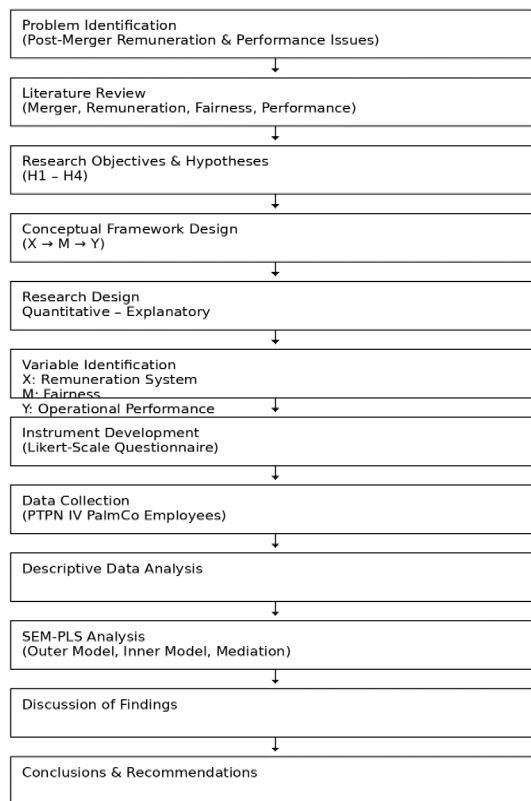 Problem Identification
(Post-Merger Remuneration & Performance Issues)
Literature Review
(Merger, Remuneration, Fairness, Performance)
Research Objectives & Hypotheses
(H1 – H4)
Conceptual Framework Design
(X → M → Y)
Research Design
Quantitative – Explanatory
Variable Identification
X: Remuneration System
M: Fairness
Y: Operational Performance
Instrument Development
(Likert-Scale Questionnaire)
Data Collection
(PTPN IV PalmCo Employees)
Descriptive Data Analysis
SEM-PLS Analysis
(Outer Model, Inner Model, Mediation)
Discussion of Findings
Conclusions & Recommendations